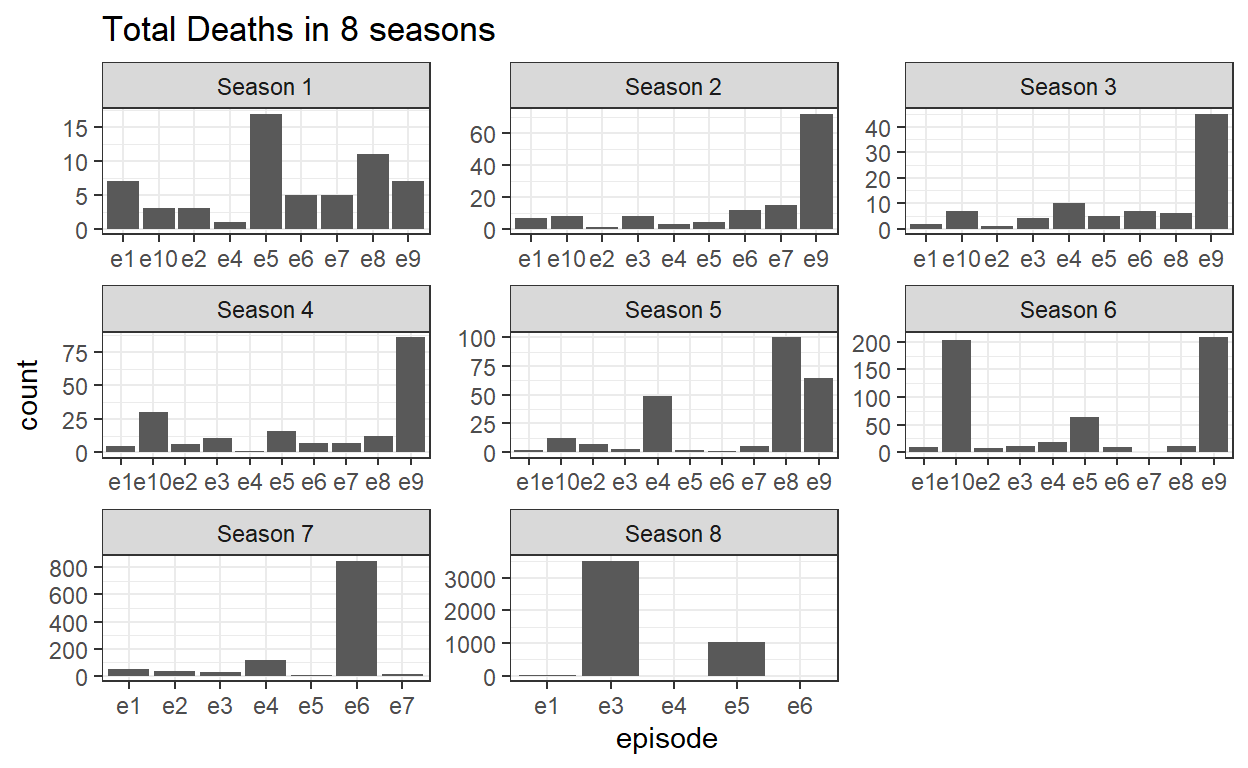 Total Deaths in 8 seasons
Season 1
15
10
5
0
e1 e10 e2 e4 e5 e6 e7 e8 e9
Season 2
60
40
20
0
e1 e10 e2 e3 e4 e5 e6 e7 e9
Season 3
40
30
20
10
0
e1 e10 e2 e3 e4 e5 e6 e7 e8 e9
Season 4
75
50
25
0
e1 e10 e2 e3 e4 e5 e6 e7 e8 e9
Season 5
100
75
50
25
0
e1 e10 e2 e3 e4 e5 e6 e7 e8 e9
Season 6
200
150
100
50
0
e1 e10 e2 e3 e4 e5 e6 e7 e8 e9
Season 7
800
600
400
200
0
e1 e2 e3 e4 e5 e6 e7
Season 8
3000
2000
1000
0
e1 e3 e4 e5 e6
count
episode